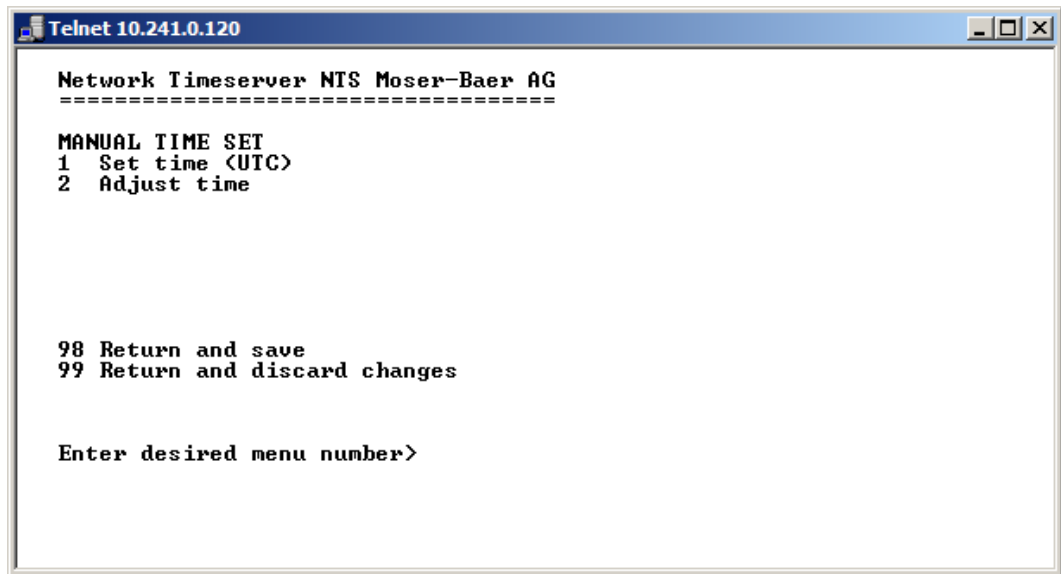 Telnet 10.241.0.120
Network Timeserver NTS Moser-Baer AG
====================================
MANUAL TIME SET
1 Set time (UTC)
2 Adjust time
98 Return and save
99 Return and discard changes
Enter desired menu number>